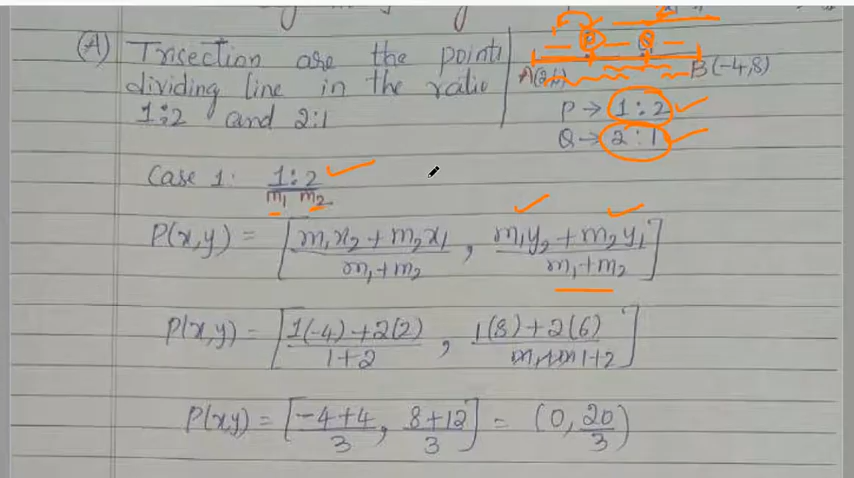 (A) Trisection are the points
dividing line in the ratio
1:2 and 2:1
P Q
A(2,6) B(-4,8)
P → 1:2
Q → 2:1
Case 1: 1:2
m₁ m₂
P(x,y) = [m₁x₂+m₂x₁/m₁+m₂, m₁y₂+m₂y₁/m₁+m₂]
P(x,y) = [1(-4)+2(2)/1+2, 1(8)+2(6)/1+2]
P(x,y) = [-4+4/3, 8+12/3] = (0, 20/3)